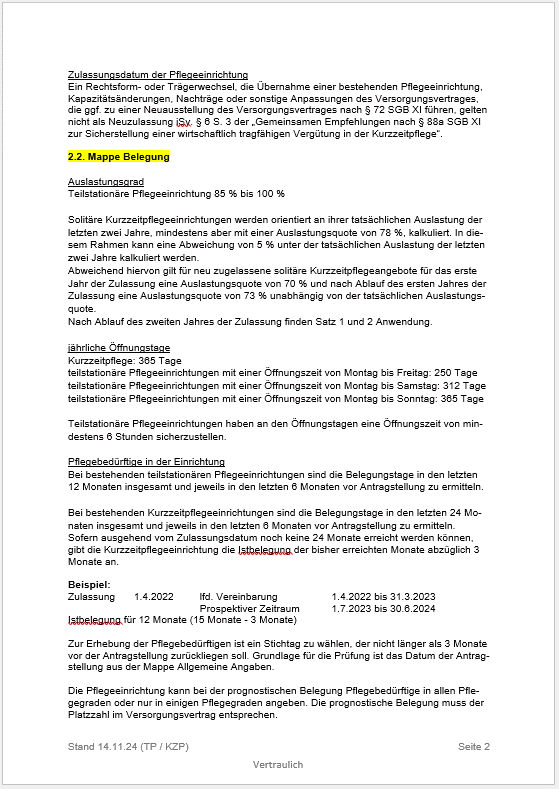 Zulassungsdatum der Pflegeeinrichtung
Ein Rechtsform- oder Trägerwechsel, die Übernahme einer bestehenden Pflegeeinrichtung,
Kapazitätsänderungen, Nachträge oder sonstige Anpassungen des Versorgungsvertrages,
die ggf. zu einer Neuausstellung des Versorgungsvertrages nach § 72 SGB XI führen, gelten
nicht als Neuzulassung iSv. § 6 S. 3 der „Gemeinsamen Empfehlungen nach § 88a SGB XI
zur Sicherstellung einer wirtschaftlich tragfähigen Vergütung in der Kurzzeitpflege“.
2.2. Mappe Belegung
Auslastungsgrad
Teilstationäre Pflegeeinrichtung 85 % bis 100 %
Solitäre Kurzzeitpflegeeinrichtungen werden orientiert an ihrer tatsächlichen Auslastung der
letzten zwei Jahre, mindestens aber mit einer Auslastungsquote von 78 %, kalkuliert. In die-
sem Rahmen kann eine Abweichung von 5 % unter der tatsächlichen Auslastung der letzten
zwei Jahre kalkuliert werden.
Abweichend hiervon gilt für neu zugelassene solitäre Kurzzeitpflegeangebote für das erste
Jahr der Zulassung eine Auslastungsquote von 70 % und nach Ablauf des ersten Jahres der
Zulassung eine Auslastungsquote von 73 % unabhängig von der tatsächlichen Auslastungs-
quote.
Nach Ablauf des zweiten Jahres der Zulassung finden Satz 1 und 2 Anwendung.
jährliche Öffnungstage
Kurzzeitpflege: 365 Tage
teilstationäre Pflegeeinrichtungen mit einer Öffnungszeit von Montag bis Freitag: 250 Tage
teilstationäre Pflegeeinrichtungen mit einer Öffnungszeit von Montag bis Samstag: 312 Tage
teilstationäre Pflegeeinrichtungen mit einer Öffnungszeit von Montag bis Sonntag: 365 Tage
Teilstationäre Pflegeeinrichtungen haben an den Öffnungstagen eine Öffnungszeit von min-
destens 6 Stunden sicherzustellen.
Pflegebedürftige in der Einrichtung
Bei bestehenden teilstationären Pflegeeinrichtungen sind die Belegungstage in den letzten
12 Monaten insgesamt und jeweils in den letzten 6 Monaten vor Antragstellung zu ermitteln.
Bei bestehenden Kurzzeitpflegeeinrichtungen sind die Belegungstage in den letzten 24 Mo-
naten insgesamt und jeweils in den letzten 6 Monaten vor Antragstellung zu ermitteln.
Sofern ausgehend vom Zulassungsdatum noch keine 24 Monate erreicht werden können,
gibt die Kurzzeitpflegeeinrichtung die Istbelegung der bisher erreichten Monate abzüglich 3
Monate an.
Beispiel:
Zulassung 1.4.2022 lfd. Vereinbarung 1.4.2022 bis 31.3.2023
Prospektiver Zeitraum 1.7.2023 bis 30.6.2024
Istbelegung für 12 Monate (15 Monate - 3 Monate)
Zur Erhebung der Pflegebedürftigen ist ein Stichtag zu wählen, der nicht länger als 3 Monate
vor der Antragstellung zurückliegen soll. Grundlage für die Prüfung ist das Datum der Antrag-
stellung aus der Mappe Allgemeine Angaben.
Die Pflegeeinrichtung kann bei der prognostischen Belegung Pflegebedürftige in allen Pfle-
gegraden oder nur in einigen Pflegegraden angeben. Die prognostische Belegung muss der
Platzzahl im Versorgungsvertrag entsprechen.
Stand 14.11.24 (TP / KZP) Seite 2
Vertraulich